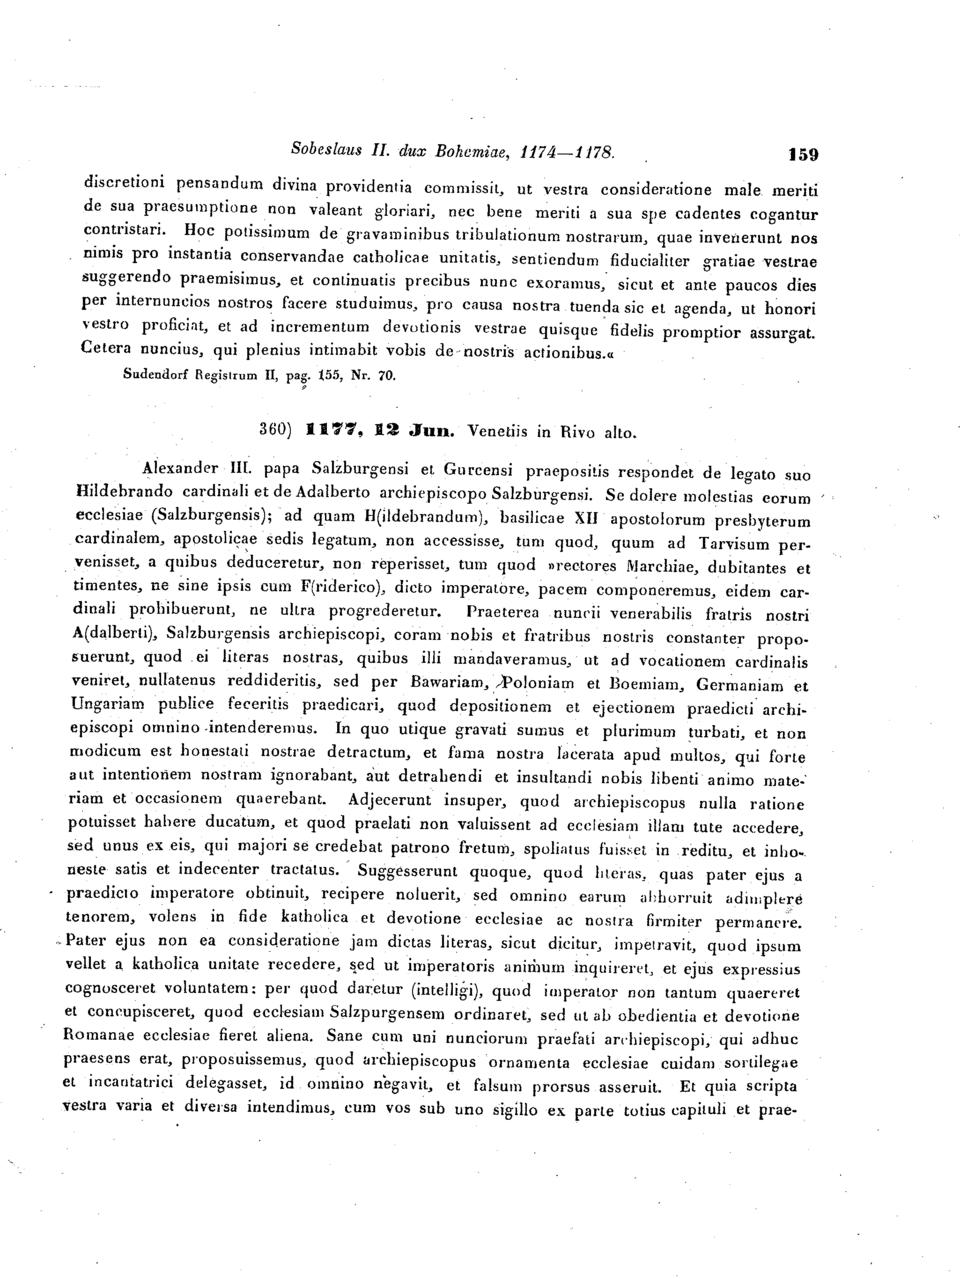 Sobeslaus II. dux Bohemiae, 1174—1178. 159
discretioni pensandum divina providentia commissit, ut vestra consideratione male meriti
de sua praesumptione non valeant gloriari, nec bene meriti a sua spe cadentes cogantur
contristari. Hoc potissimum de gravaminibus tribulationum nostrarum, quae invenerunt nos
nimis pro instantia conservandae catholicae unitatis, sentiendum fiducialiter gratiae vestrae
suggerendo praemisimus, et continuatis precibus nunc exoramus, sicut et ante paucos dies
per internuncios nostros facere studuimus, pro causa nostra tuenda sic et agenda, ut honori
vestro proficiat, et ad incrementum devotionis vestrae quisque fidelis promptior assurgat.
Cetera nuncius, qui plenius intimabit vobis de nostris actionibus.«
Sudendorf Registrum II, pag. 155, Nr. 70.
360) 1177, 12 Jun. Venetiis in Rivo alto.
Alexander III. papa Salzburgensi et Gurcensi praepositis respondet de legato suo
Hildebrando cardinali et de Adalberto archiepiscopo Salzburgensi. Se dolere molestias eorum
ecclesiae (Salzburgensis); ad quam H(ildebrandum), basilicae XII apostolorum presbyterum
cardinalem, apostolicae sedis legatum, non accessisse, tum quod, quum ad Tarvisum per-
venisset, a quibus deduceretur, non reperisset, tum quod »rectores Marchiae, dubitantes et
timentes, ne sine ipsis cum F(riderico), dicto imperatore, pacem componeremus, eidem car-
dinali prohibuerunt, ne ultra progrederetur. Praeterea nuncii venerabilis fratris nostri
A(dalberti), Salzburgensis archiepiscopi, coram nobis et fratribus nostris constanter propo-
suerunt, quod ei literas nostras, quibus illi mandaveramus, ut ad vocationem cardinalis
veniret, nullatenus reddideritis, sed per Bawariam, Poloniam et Boemiam, Germaniam et
Ungariam publice feceritis praedicari, quod depositionem et ejectionem praedicti archi-
episcopi omnino intenderemus. In quo utique gravati sumus et plurimum turbati, et non
modicum est honestati nostrae detractum, et fama nostra lacerata apud multos, qui forte
aut intentionem nostram ignorabant, aut detrahendi et insultandi nobis libenti animo mate-
riam et occasionem quaerebant. Adjecerunt insuper, quod archiepiscopus nulla ratione
potuisset habere ducatum, et quod praelati non valuissent ad ecclesiam illam tute accedere,
sed unus ex eis, qui majori se credebat patrono fretum, spoliatus fuisset in reditu, et inho-
neste satis et indecenter tractatus. Suggesserunt quoque, quod literas, quas pater ejus a
praedicto imperatore obtinuit, recipere noluerit, sed omnino earum abhorruit adimplere
tenorem, volens in fide katholica et devotione ecclesiae ac nostra firmiter permanere.
Pater ejus non ea consideratione jam dictas literas, sicut dicitur, impetravit, quod ipsum
vellet a katholica unitate recedere, sed ut imperatoris animum inquireret, et ejus expressius
cognosceret voluntatem: per quod daretur (intelligi), quod imperator non tantum quaereret
et concupisceret, quod ecclesiam Salzpurgensem ordinaret, sed ut ab obedientia et devotione
Romanae ecclesiae fieret aliena. Sane cum uni nunciorum praefati archiepiscopi, qui adhuc
praesens erat, proposuissemus, quod archiepiscopus ornamenta ecclesiae cuidam sortilegae
et incantatrici delegasset, id omnino negavit, et falsum prorsus asseruit. Et quia scripta
vestra varia et diversa intendimus, cum vos sub uno sigillo ex parte totius capituli et prae-